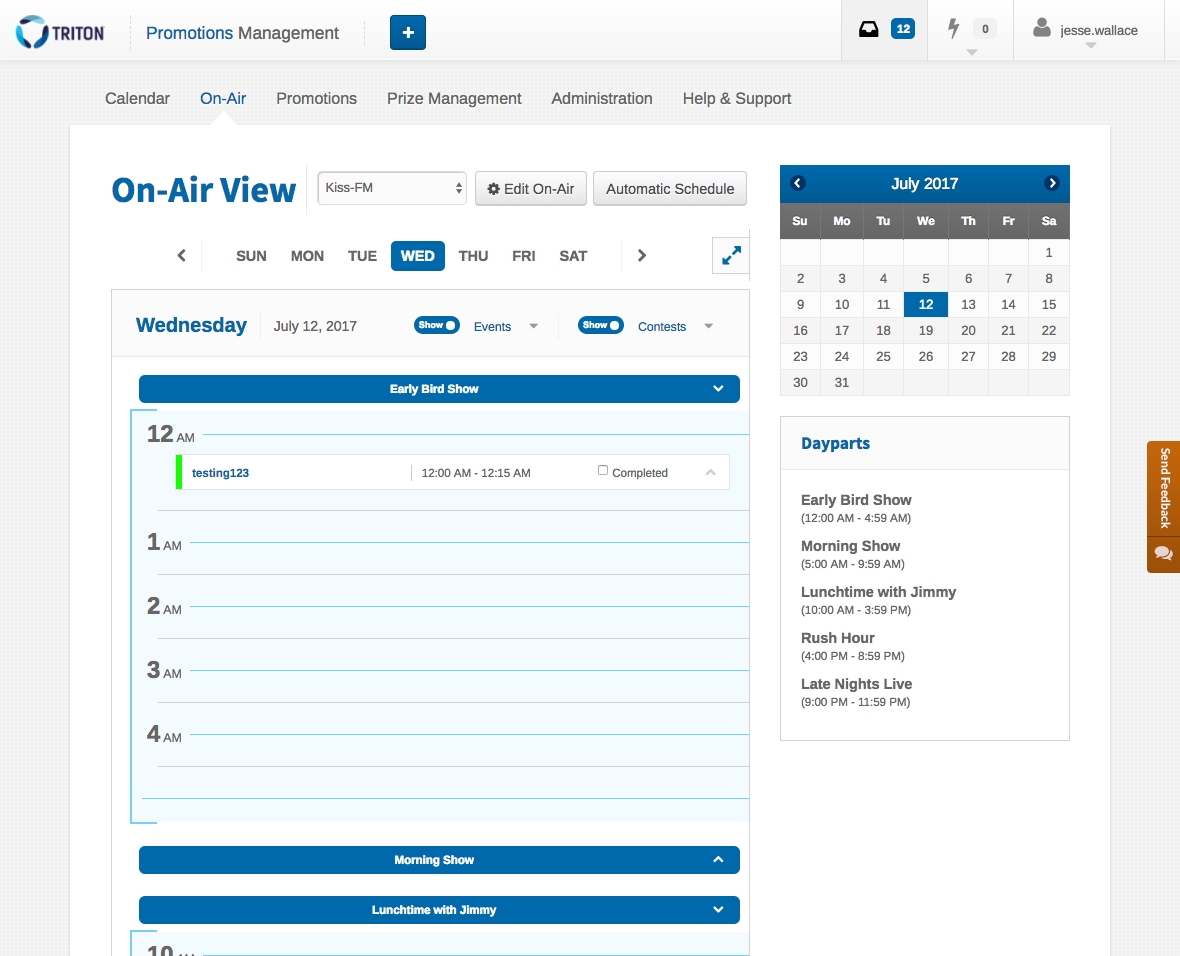 TRITON
Promotions Management
+
12
0
jesse.wallace
Calendar On-Air Promotions Prize Management Administration Help & Support
On-Air View
Kiss-FM
Edit On-Air
Automatic Schedule
SUN MON TUE WED THU FRI SAT
Wednesday
July 12, 2017
Show Events
Show Contests
Early Bird Show
12 AM
testing123
12:00 AM - 12:15 AM
Completed
1 AM
2 AM
3 AM
4 AM
Morning Show
Lunchtime with Jimmy
10 AM
July 2017
Su Mo Tu We Th Fr Sa
1
2 3 4 5 6 7 8
9 10 11 12 13 14 15
16 17 18 19 20 21 22
23 24 25 26 27 28 29
30 31
Dayparts
Early Bird Show
(12:00 AM - 4:59 AM)
Morning Show
(5:00 AM - 9:59 AM)
Lunchtime with Jimmy
(10:00 AM - 3:59 PM)
Rush Hour
(4:00 PM - 8:59 PM)
Late Nights Live
(9:00 PM - 11:59 PM)
Send Feedback